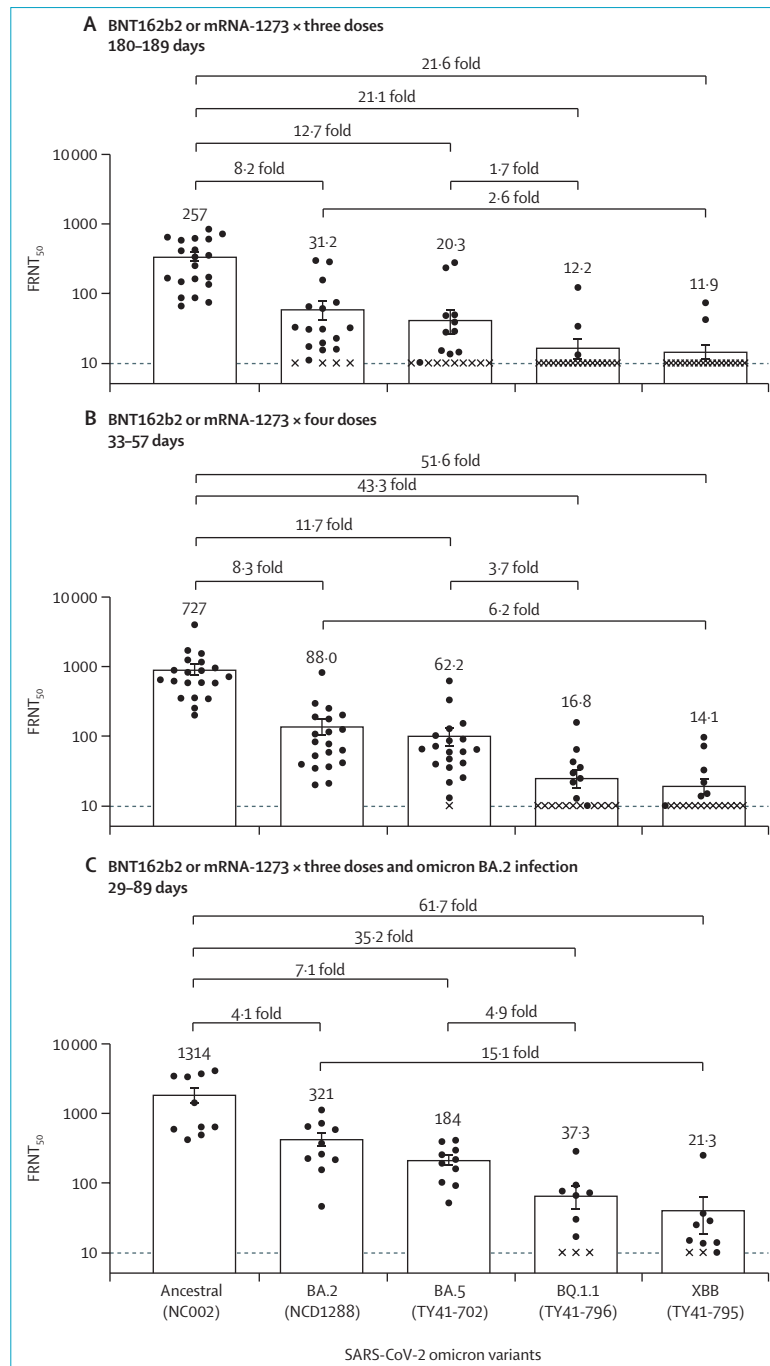 A BNT162b2 or mRNA-1273 × three doses
180–189 days
21·6 fold
21·1 fold
12·7 fold
8·2 fold 1·7 fold
2·6 fold
10 000
1000
100
10
FRNT50
257 31·2 20·3 12·2 11·9
B BNT162b2 or mRNA-1273 × four doses
33–57 days
51·6 fold
43·3 fold
11·7 fold
8·3 fold 3·7 fold
6·2 fold
10 000
1000
100
10
FRNT50
727 88·0 62·2 16·8 14·1
C BNT162b2 or mRNA-1273 × three doses and omicron BA.2 infection
29–89 days
61·7 fold
35·2 fold
7·1 fold
4·1 fold 4·9 fold
15·1 fold
10 000
1000
100
10
FRNT50
1314 321 184 37·3 21·3
Ancestral BA.2 BA.5 BQ.1.1 XBB
(NC002) (NCD1288) (TY41-702) (TY41-796) (TY41-795)
SARS-CoV-2 omicron variants